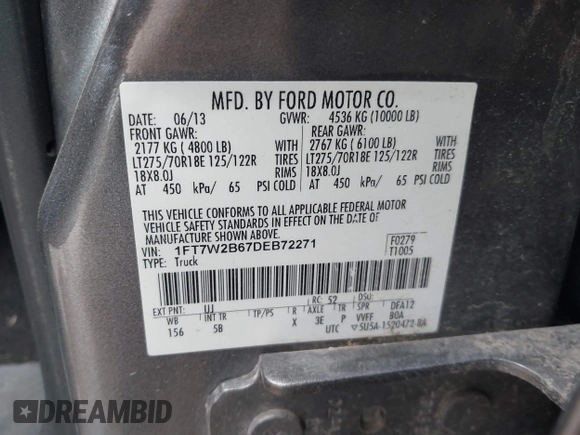 MFD. BY FORD MOTOR CO.
DATE: 06/13 GVWR: 4536 KG (10000 LB)
FRONT GAWR: REAR GAWR:
2177 KG ( 4800 LB) 2767 KG ( 6100 LB)
LT275/70R18E 125/122R TIRES LT275/70R18E 125/122R TIRES
18X8.0J RIMS 18X8.0J RIMS
AT 450 kPa/ 65 PSI COLD AT 450 kPa/ 65 PSI COLD
THIS VEHICLE CONFORMS TO ALL APPLICABLE FEDERAL MOTOR
VEHICLE SAFETY STANDARDS IN EFFECT ON THE DATE OF
MANUFACTURE SHOWN ABOVE.
VIN: 1FT7W2B67DEB72271
TYPE: Truck
F0279
T1005
EXT PNT: UJ RC: 52 DSO:
WB INT TR TP/PS R AXLE TR SPR DFA12
156 5B X 3E P VVFF BOA
UTC ▽5U5A-1520472-BA
DREAMBID